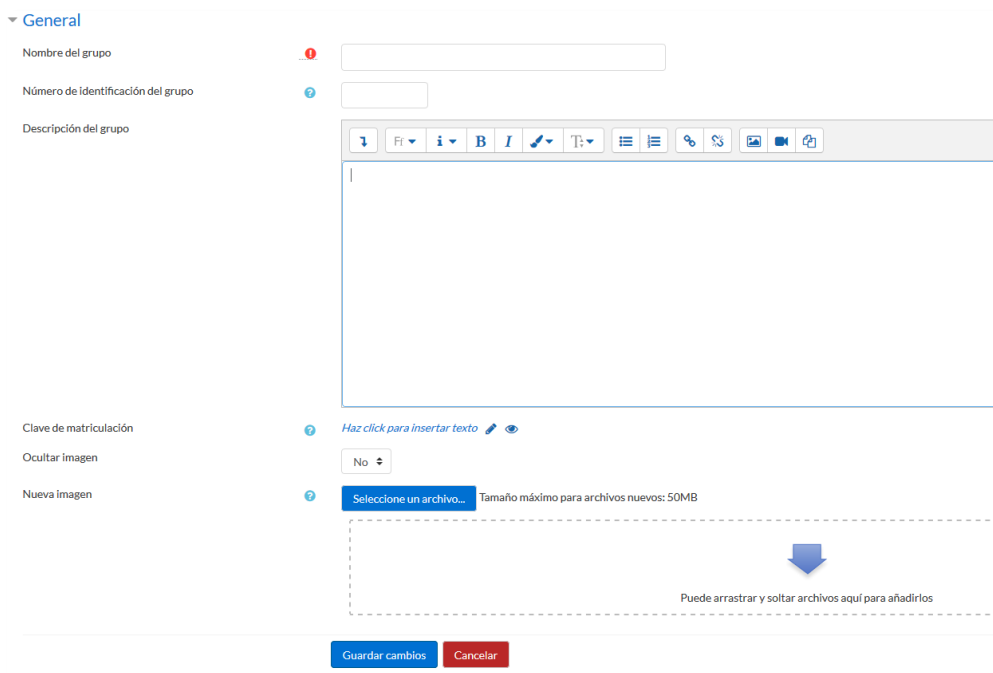 General
Nombre del grupo
Número de identificación del grupo
Descripción del grupo
Clave de matriculación
Haz click para insertar texto
Ocultar imagen
No
Nueva imagen
Seleccione un archivo... Tamaño máximo para archivos nuevos: 50MB
Puede arrastrar y soltar archivos aquí para añadirlos
Guardar cambios Cancelar